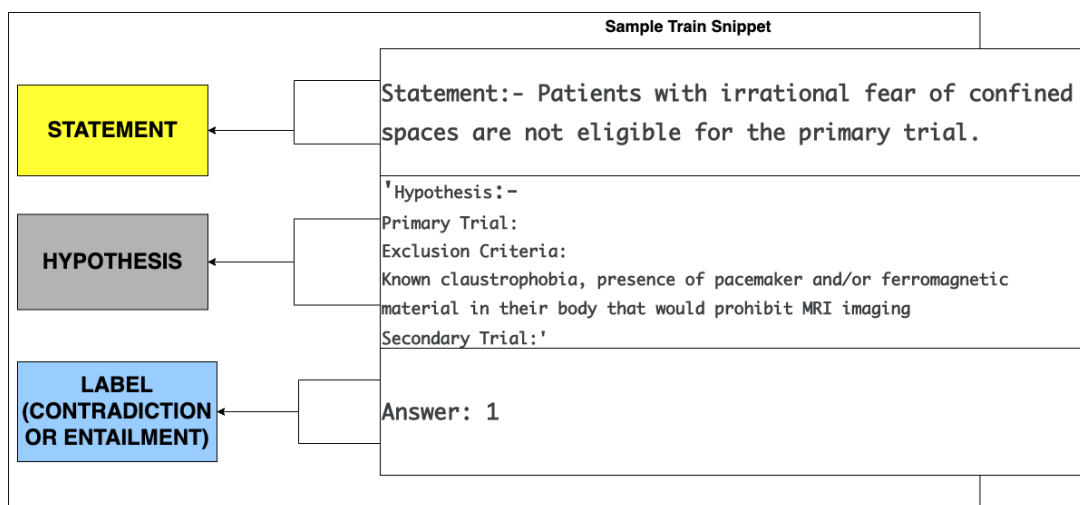 Sample Train Snippet
STATEMENT
Statement:- Patients with irrational fear of confined
spaces are not eligible for the primary trial.
HYPOTHESIS
'Hypothesis:-
Primary Trial:
Exclusion Criteria:
Known claustrophobia, presence of pacemaker and/or ferromagnetic
material in their body that would prohibit MRI imaging
Secondary Trial:'
LABEL
(CONTRADICTION
OR ENTAILMENT)
Answer: 1